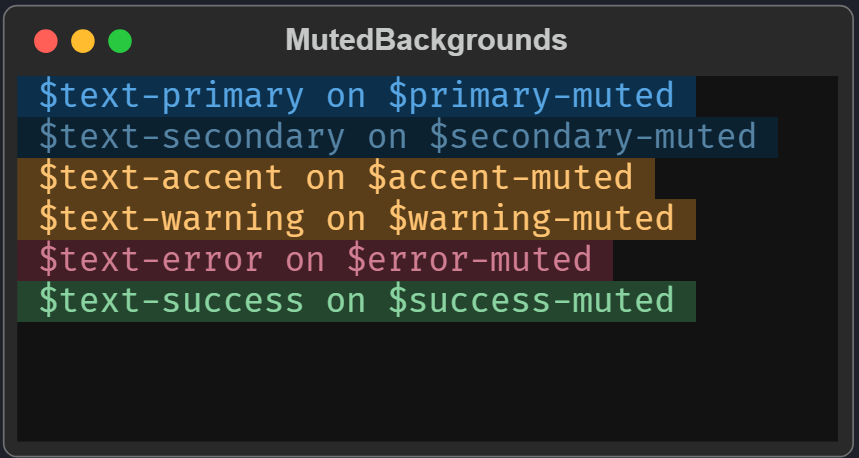 MutedBackgrounds
$text-primary on $primary-muted
$text-secondary on $secondary-muted
$text-accent on $accent-muted
$text-warning on $warning-muted
$text-error on $error-muted
$text-success on $success-muted